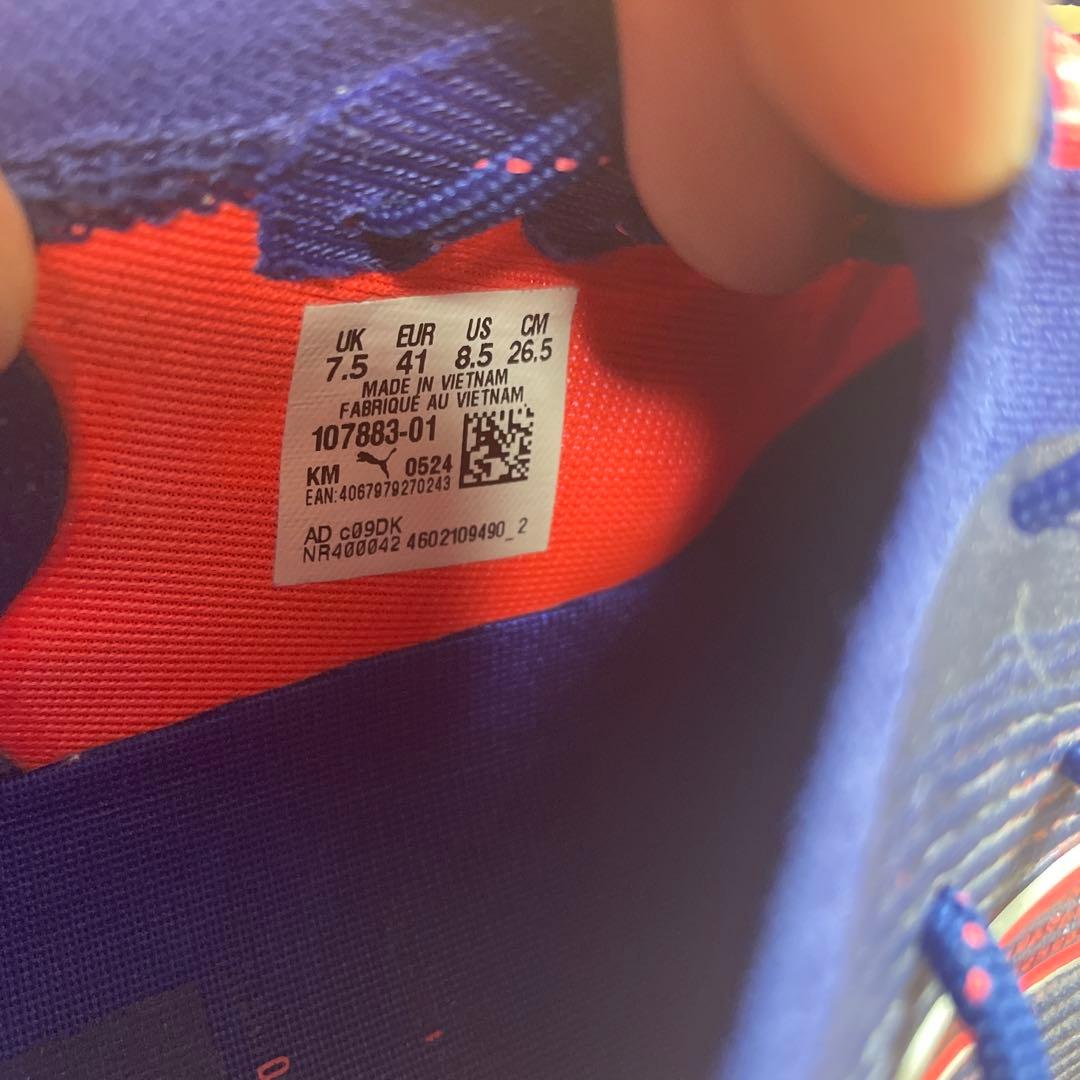 UK EUR US CM
7.5 41 8.5 26.5
MADE IN VIETNAM
FABRIQUÉ AU VIETNAM
107883-01
KM 0524
EAN:4067979270243
AD c09DK
NR400042 4602109490_2